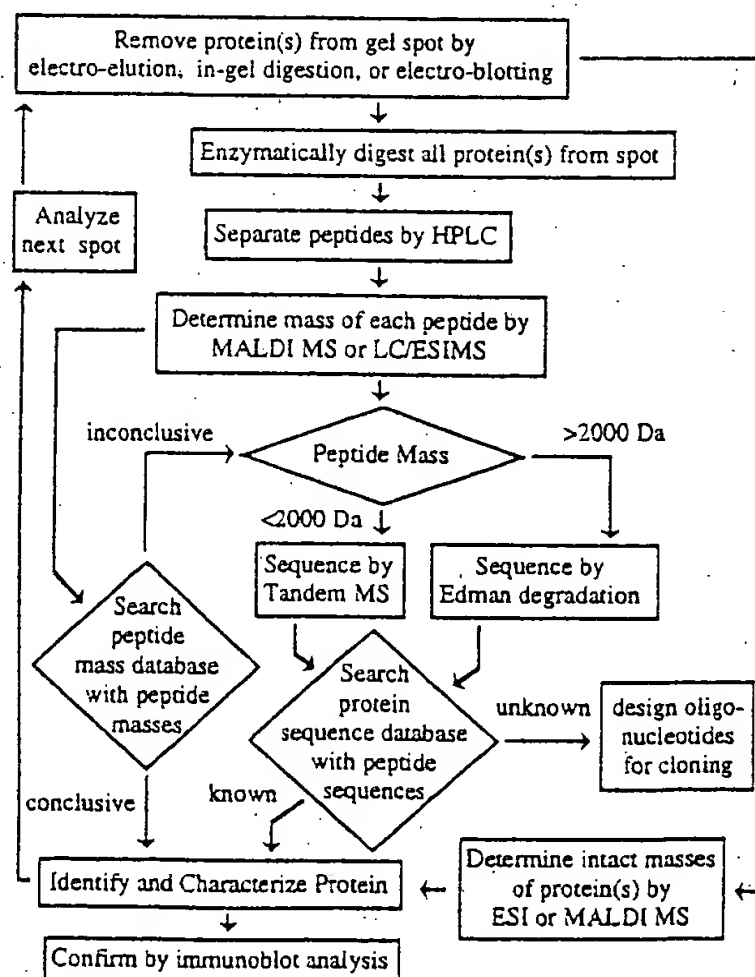 Remove protein(s) from gel spot by
electro-elution, in-gel digestion, or electro-blotting
Enzymatically digest all protein(s) from spot
Analyze
next spot
Separate peptides by HPLC
Determine mass of each peptide by
MALDI MS or LC/ESIMS
inconclusive
Peptide Mass
>2000 Da
<2000 Da
Sequence by
Tandem MS
Sequence by
Edman degradation
Search
peptide
mass database
with peptide
masses
Search
protein
sequence database
with peptide
sequences
unknown
design oligo-
nucleotides
for cloning
conclusive
known
Identify and Characterize Protein
Determine intact masses
of protein(s) by
ESI or MALDI MS
Confirm by immunoblot analysis